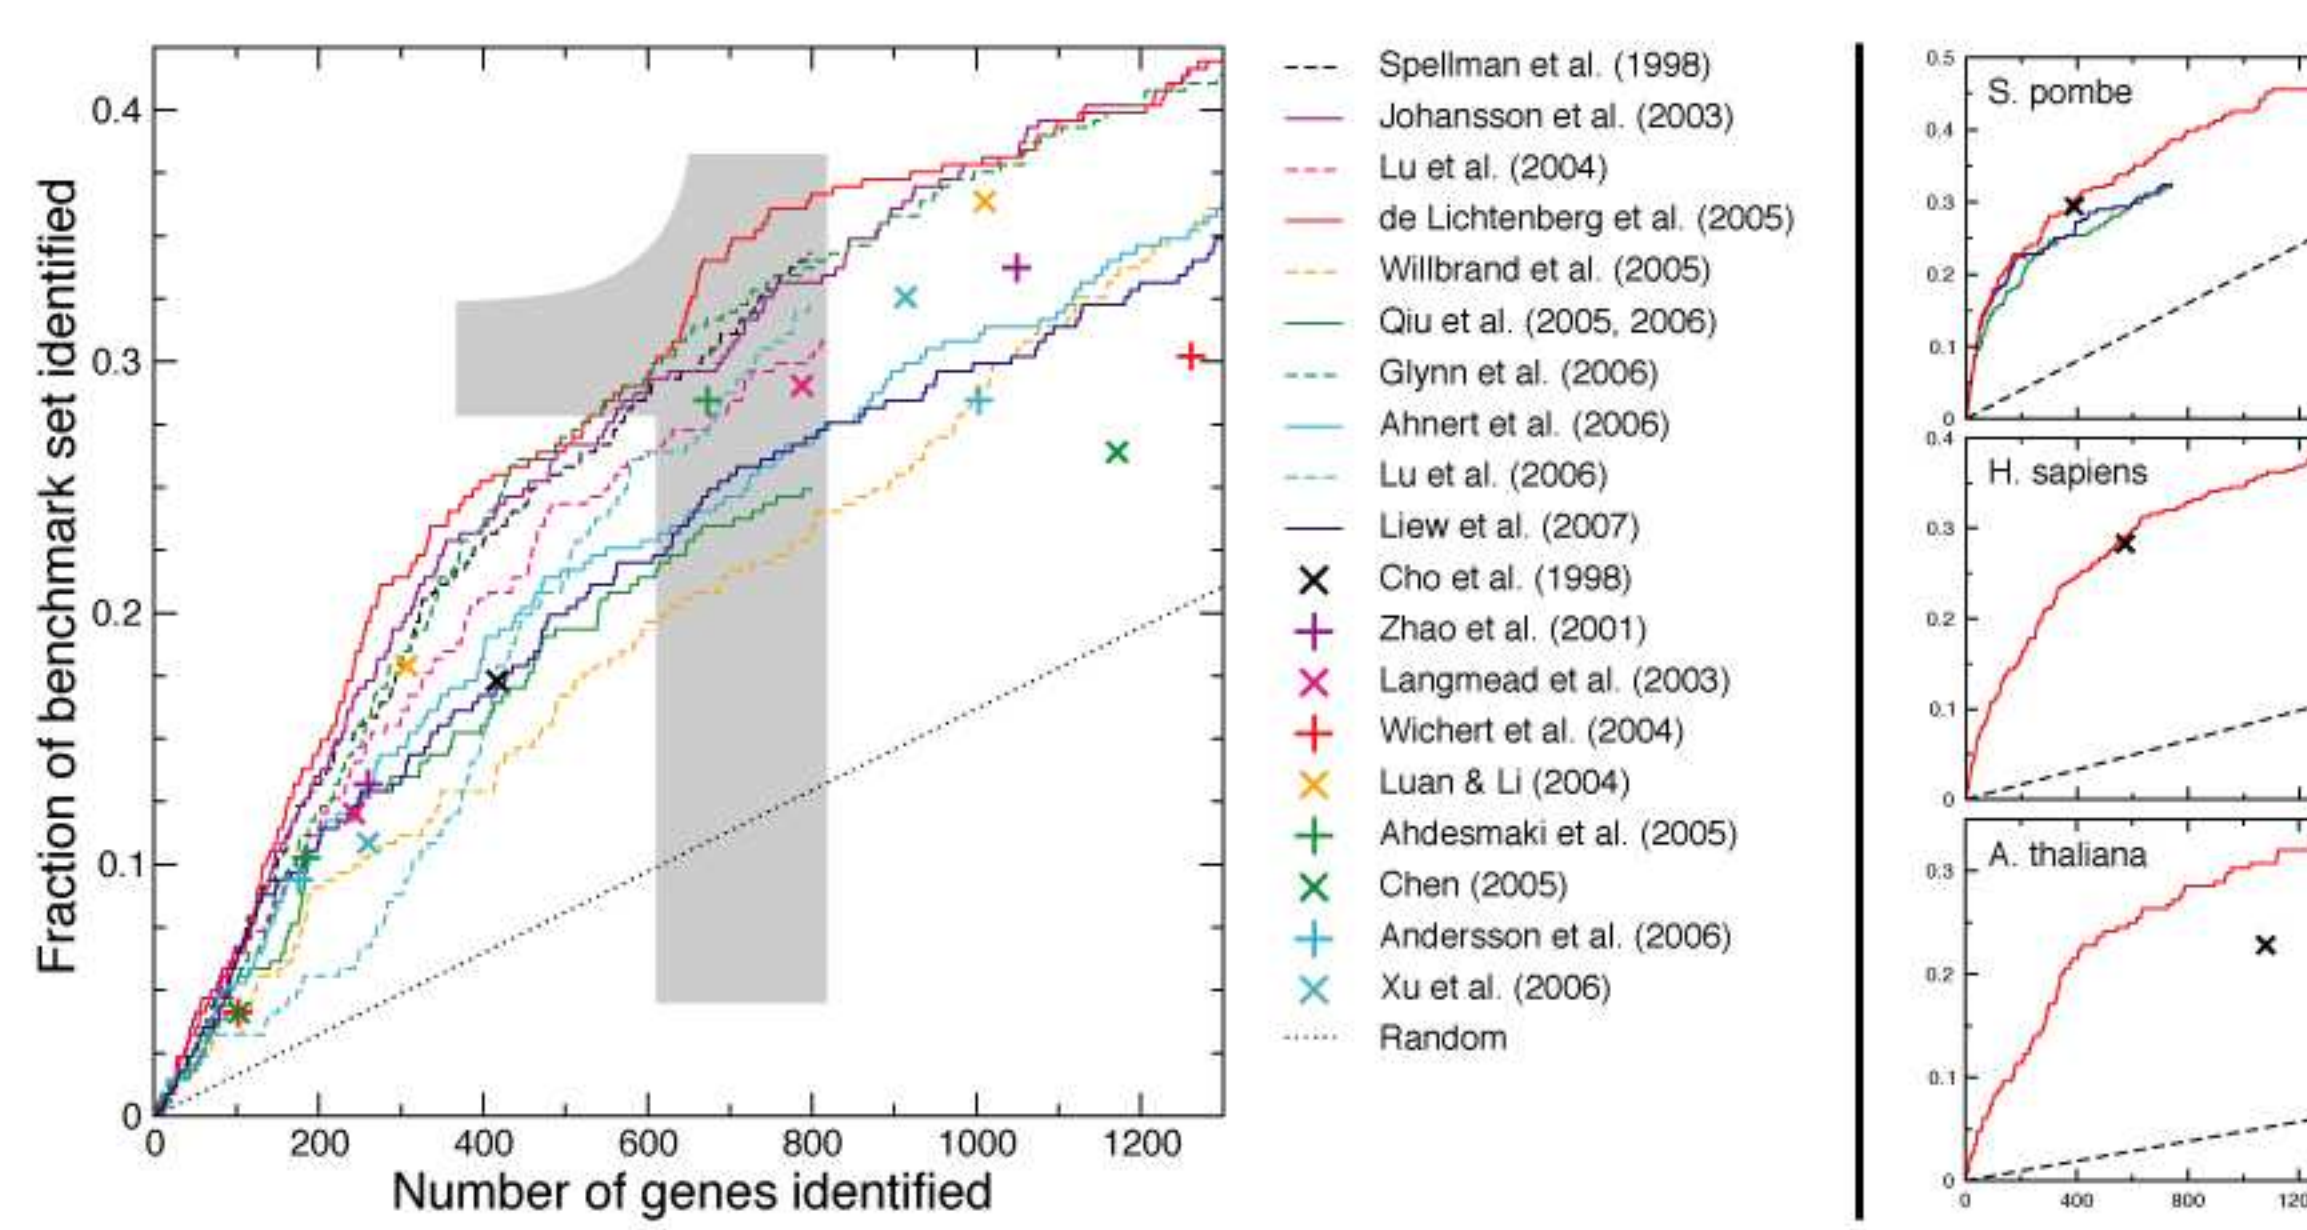 0.4
0.3
0.2
0.1
0
Fraction of benchmark set identified
0
200
400
600
800
1000
1200
Number of genes identified
1
Spellman et al. (1998)
Johansson et al. (2003)
Lu et al. (2004)
de Lichtenberg et al. (2005)
Willbrand et al. (2005)
Qiu et al. (2005, 2006)
Glynn et al. (2006)
Ahnert et al. (2006)
Lu et al. (2006)
Liew et al. (2007)
Cho et al. (1998)
Zhao et al. (2001)
Langmead et al. (2003)
Wichert et al. (2004)
Luan & Li (2004)
Ahdesmaki et al. (2005)
Chen (2005)
Andersson et al. (2006)
Xu et al. (2006)
Random
S. pombe
0.5
0.4
0.3
0.2
0.1
0
H. sapiens
0.4
0.3
0.2
0.1
0
A. thaliana
0.3
0.2
0.1
0
0
400
800
120